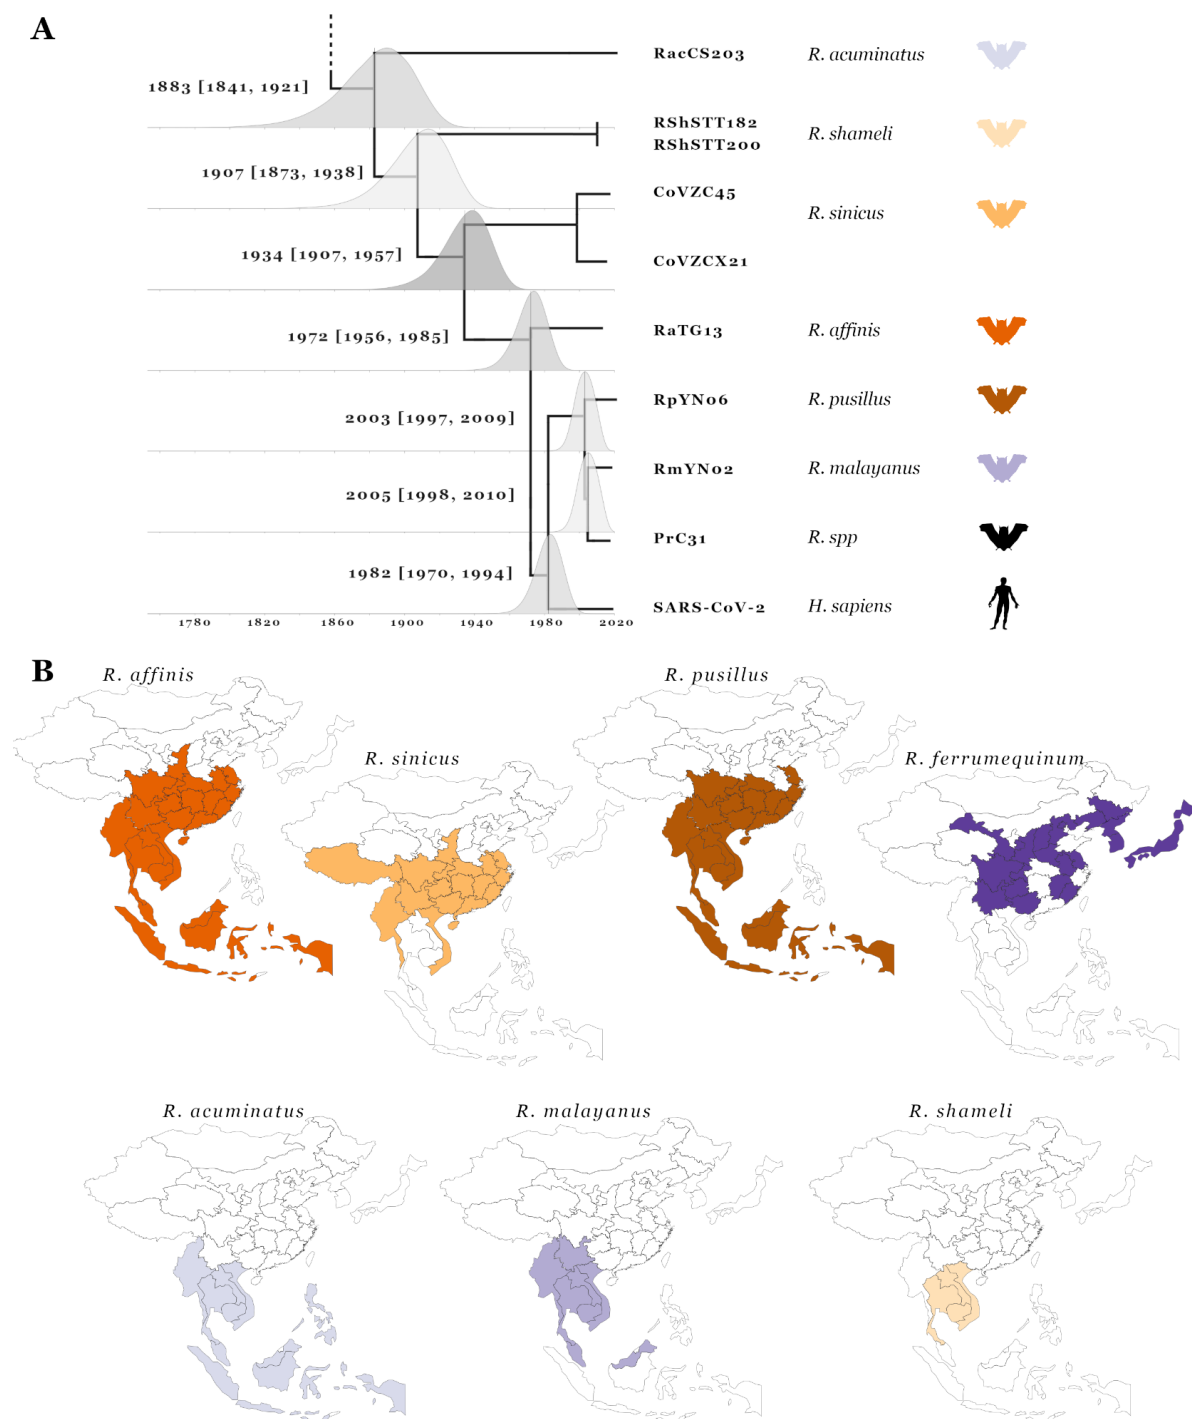 A
RacCS203 R. acuminatus
1883 [1841, 1921]
RShSTT182
RShSTT200 R. shameli
1907 [1873, 1938]
CoVZC45
R. sinicus
1934 [1907, 1957]
CoVZCX21
1972 [1956, 1985]
RaTG13 R. affinis
RpYN06 R. pusillus
2003 [1997, 2009]
RmYN02 R. malayanus
2005 [1998, 2010]
PrC31 R. spp
1982 [1970, 1994]
SARS-CoV-2 H. sapiens
1780 1820 1860 1900 1940 1980 2020
B
R. affinis R. pusillus
R. sinicus R. ferrumequinum
R. acuminatus R. malayanus R. shameli